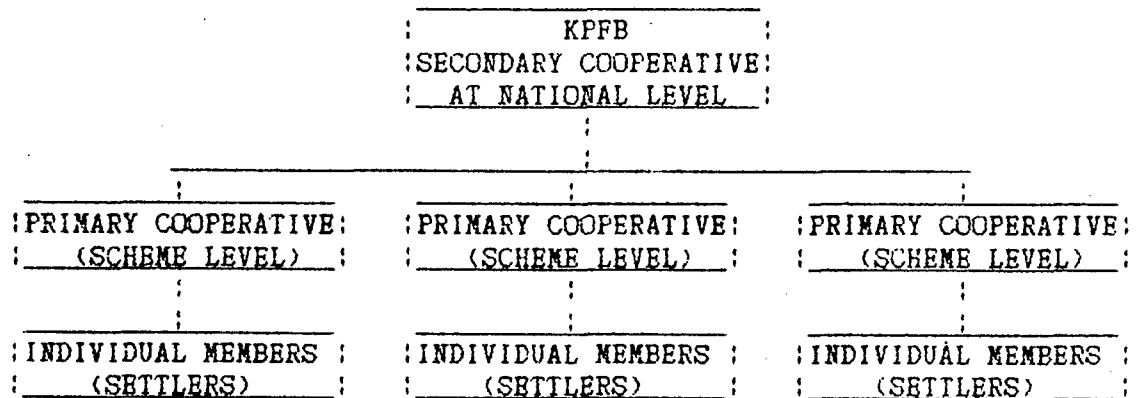 KPFB
SECONDARY COOPERATIVE
AT NATIONAL LEVEL
PRIMARY COOPERATIVE PRIMARY COOPERATIVE PRIMARY COOPERATIVE
(SCHEME LEVEL) (SCHEME LEVEL) (SCHEME LEVEL)
INDIVIDUAL MEMBERS INDIVIDUAL MEMBERS INDIVIDUAL MEMBERS
(SETTLERS) (SETTLERS) (SETTLERS)